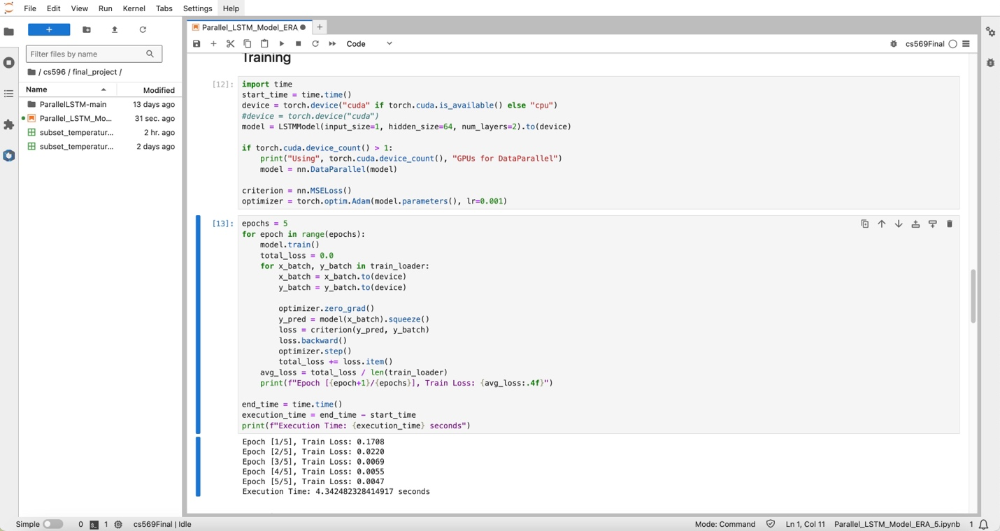 File Edit View Run Kernel Tabs Settings Help
+
Filter files by name
/ cs596 / final_project /
Name Modified
ParallelLSTM-main 13 days ago
Parallel_LSTM_Mo... 31 sec. ago
subset_temperatur... 2 hr. ago
subset_temperatur... 2 days ago
Parallel_LSTM_Model_ERA
Code
cs569Final
Training
[12]:
import time
start_time = time.time()
device = torch.device("cuda" if torch.cuda.is_available() else "cpu")
#device = torch.device("cuda")
model = LSTMModel(input_size=1, hidden_size=64, num_layers=2).to(device)
if torch.cuda.device_count() > 1:
    print("Using", torch.cuda.device_count(), "GPUs for DataParallel")
    model = nn.DataParallel(model)
criterion = nn.MSELoss()
optimizer = torch.optim.Adam(model.parameters(), lr=0.001)
[13]:
epochs = 5
for epoch in range(epochs):
    model.train()
    total_loss = 0.0
    for x_batch, y_batch in train_loader:
        x_batch = x_batch.to(device)
        y_batch = y_batch.to(device)
        optimizer.zero_grad()
        y_pred = model(x_batch).squeeze()
        loss = criterion(y_pred, y_batch)
        loss.backward()
        optimizer.step()
        total_loss += loss.item()
    avg_loss = total_loss / len(train_loader)
    print(f"Epoch [{epoch+1}/{epochs}], Train Loss: {avg_loss:.4f}")
end_time = time.time()
execution_time = end_time - start_time
print(f"Execution Time: {execution_time} seconds")
Epoch [1/5], Train Loss: 0.1708
Epoch [2/5], Train Loss: 0.0220
Epoch [3/5], Train Loss: 0.0069
Epoch [4/5], Train Loss: 0.0055
Epoch [5/5], Train Loss: 0.0047
Execution Time: 4.342482328414917 seconds
Simple 0 1 cs569Final | Idle Mode: Command Ln 1, Col 11 Parallel_LSTM_Model_ERA_5.ipynb 1